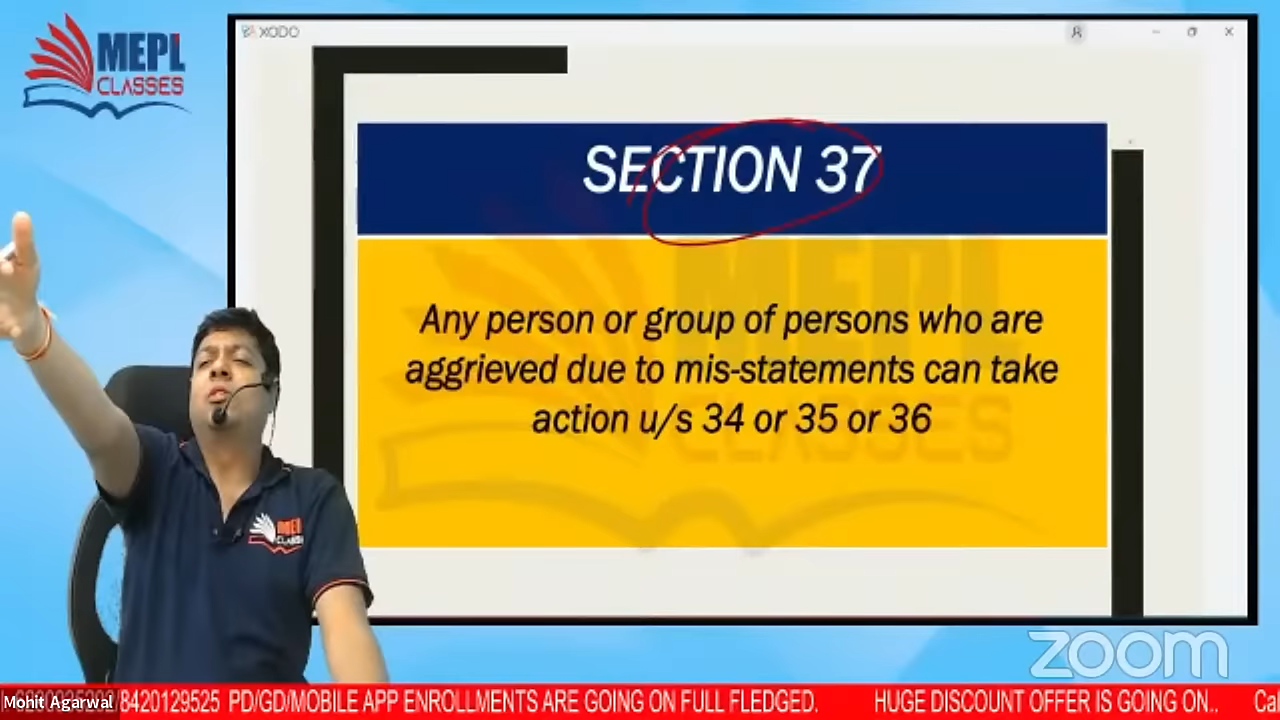 MEPL
CLASSES
XODO
SECTION 37
Any person or group of persons who are
aggrieved due to mis-statements can take
action u/s 34 or 35 or 36
MEPL
CLASSES
zoom
Mohit Agarwal
8420129525 PD/GD/MOBILE APP ENROLLMENTS ARE GOING ON FULL FLEDGED. HUGE DISCOUNT OFFER IS GOING ON..